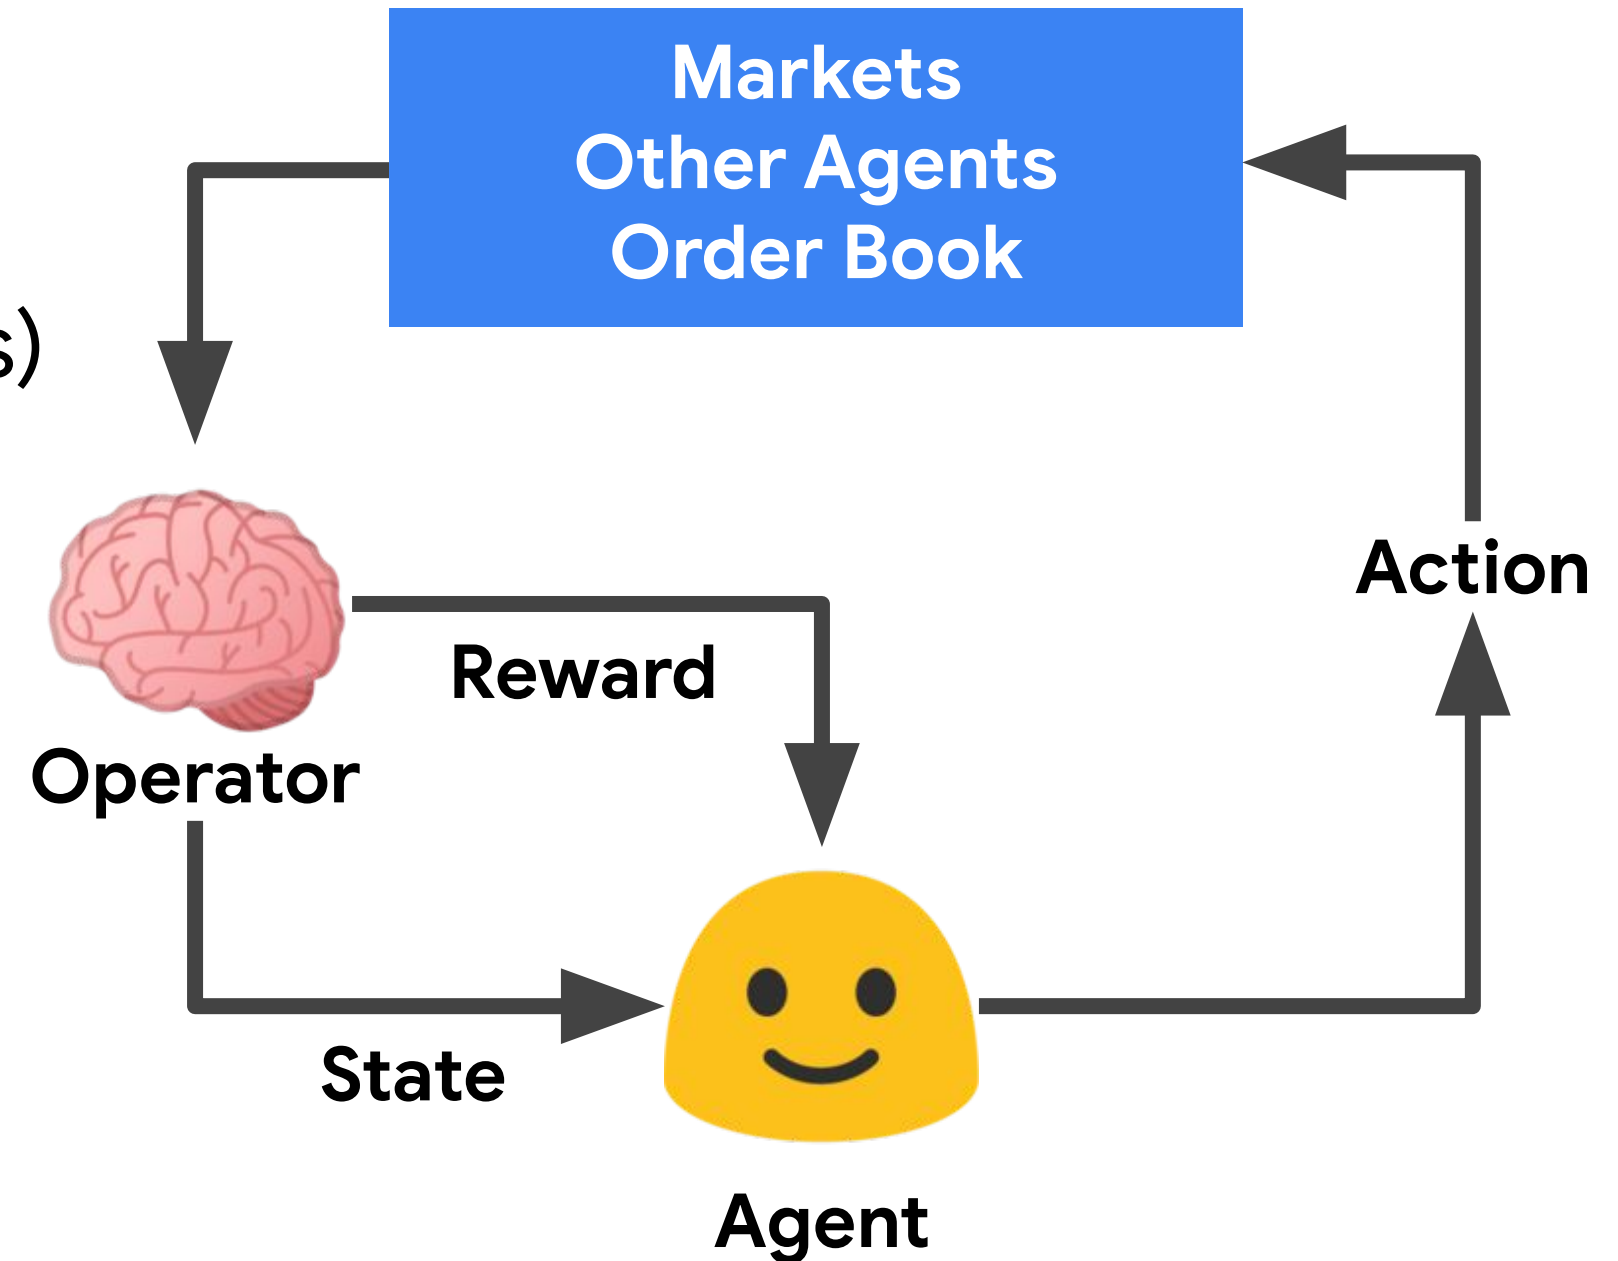 Markets
Other Agents
Order Book
s)
Action
Reward
Operator
State
Agent